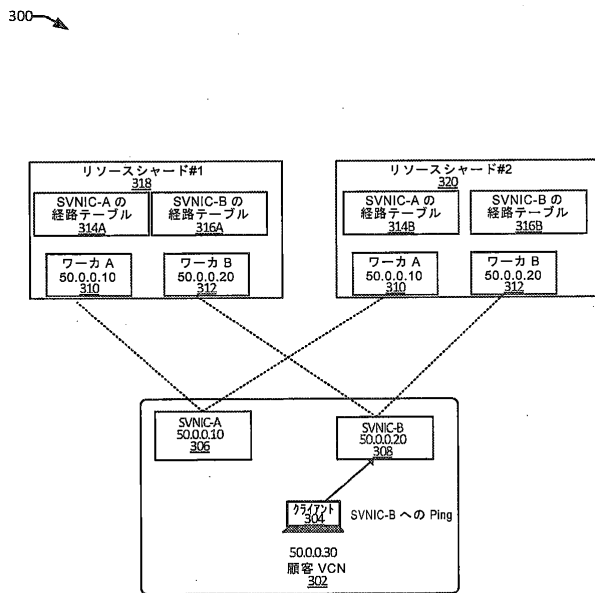 300
リソースシャード#1
318
SVNIC-A の
経路テーブル
314A
SVNIC-B の
経路テーブル
316A
ワーカ A
50.0.0.10
310
ワーカ B
50.0.0.20
312
リソースシャード#2
320
SVNIC-A の
経路テーブル
314B
SVNIC-B の
経路テーブル
316B
ワーカ A
50.0.0.10
310
ワーカ B
50.0.0.20
312
SVNIC-A
50.0.0.10
306
SVNIC-B
50.0.0.20
308
クライアント
304
SVNIC-B への Ping
50.0.0.30
顧客 VCN
302